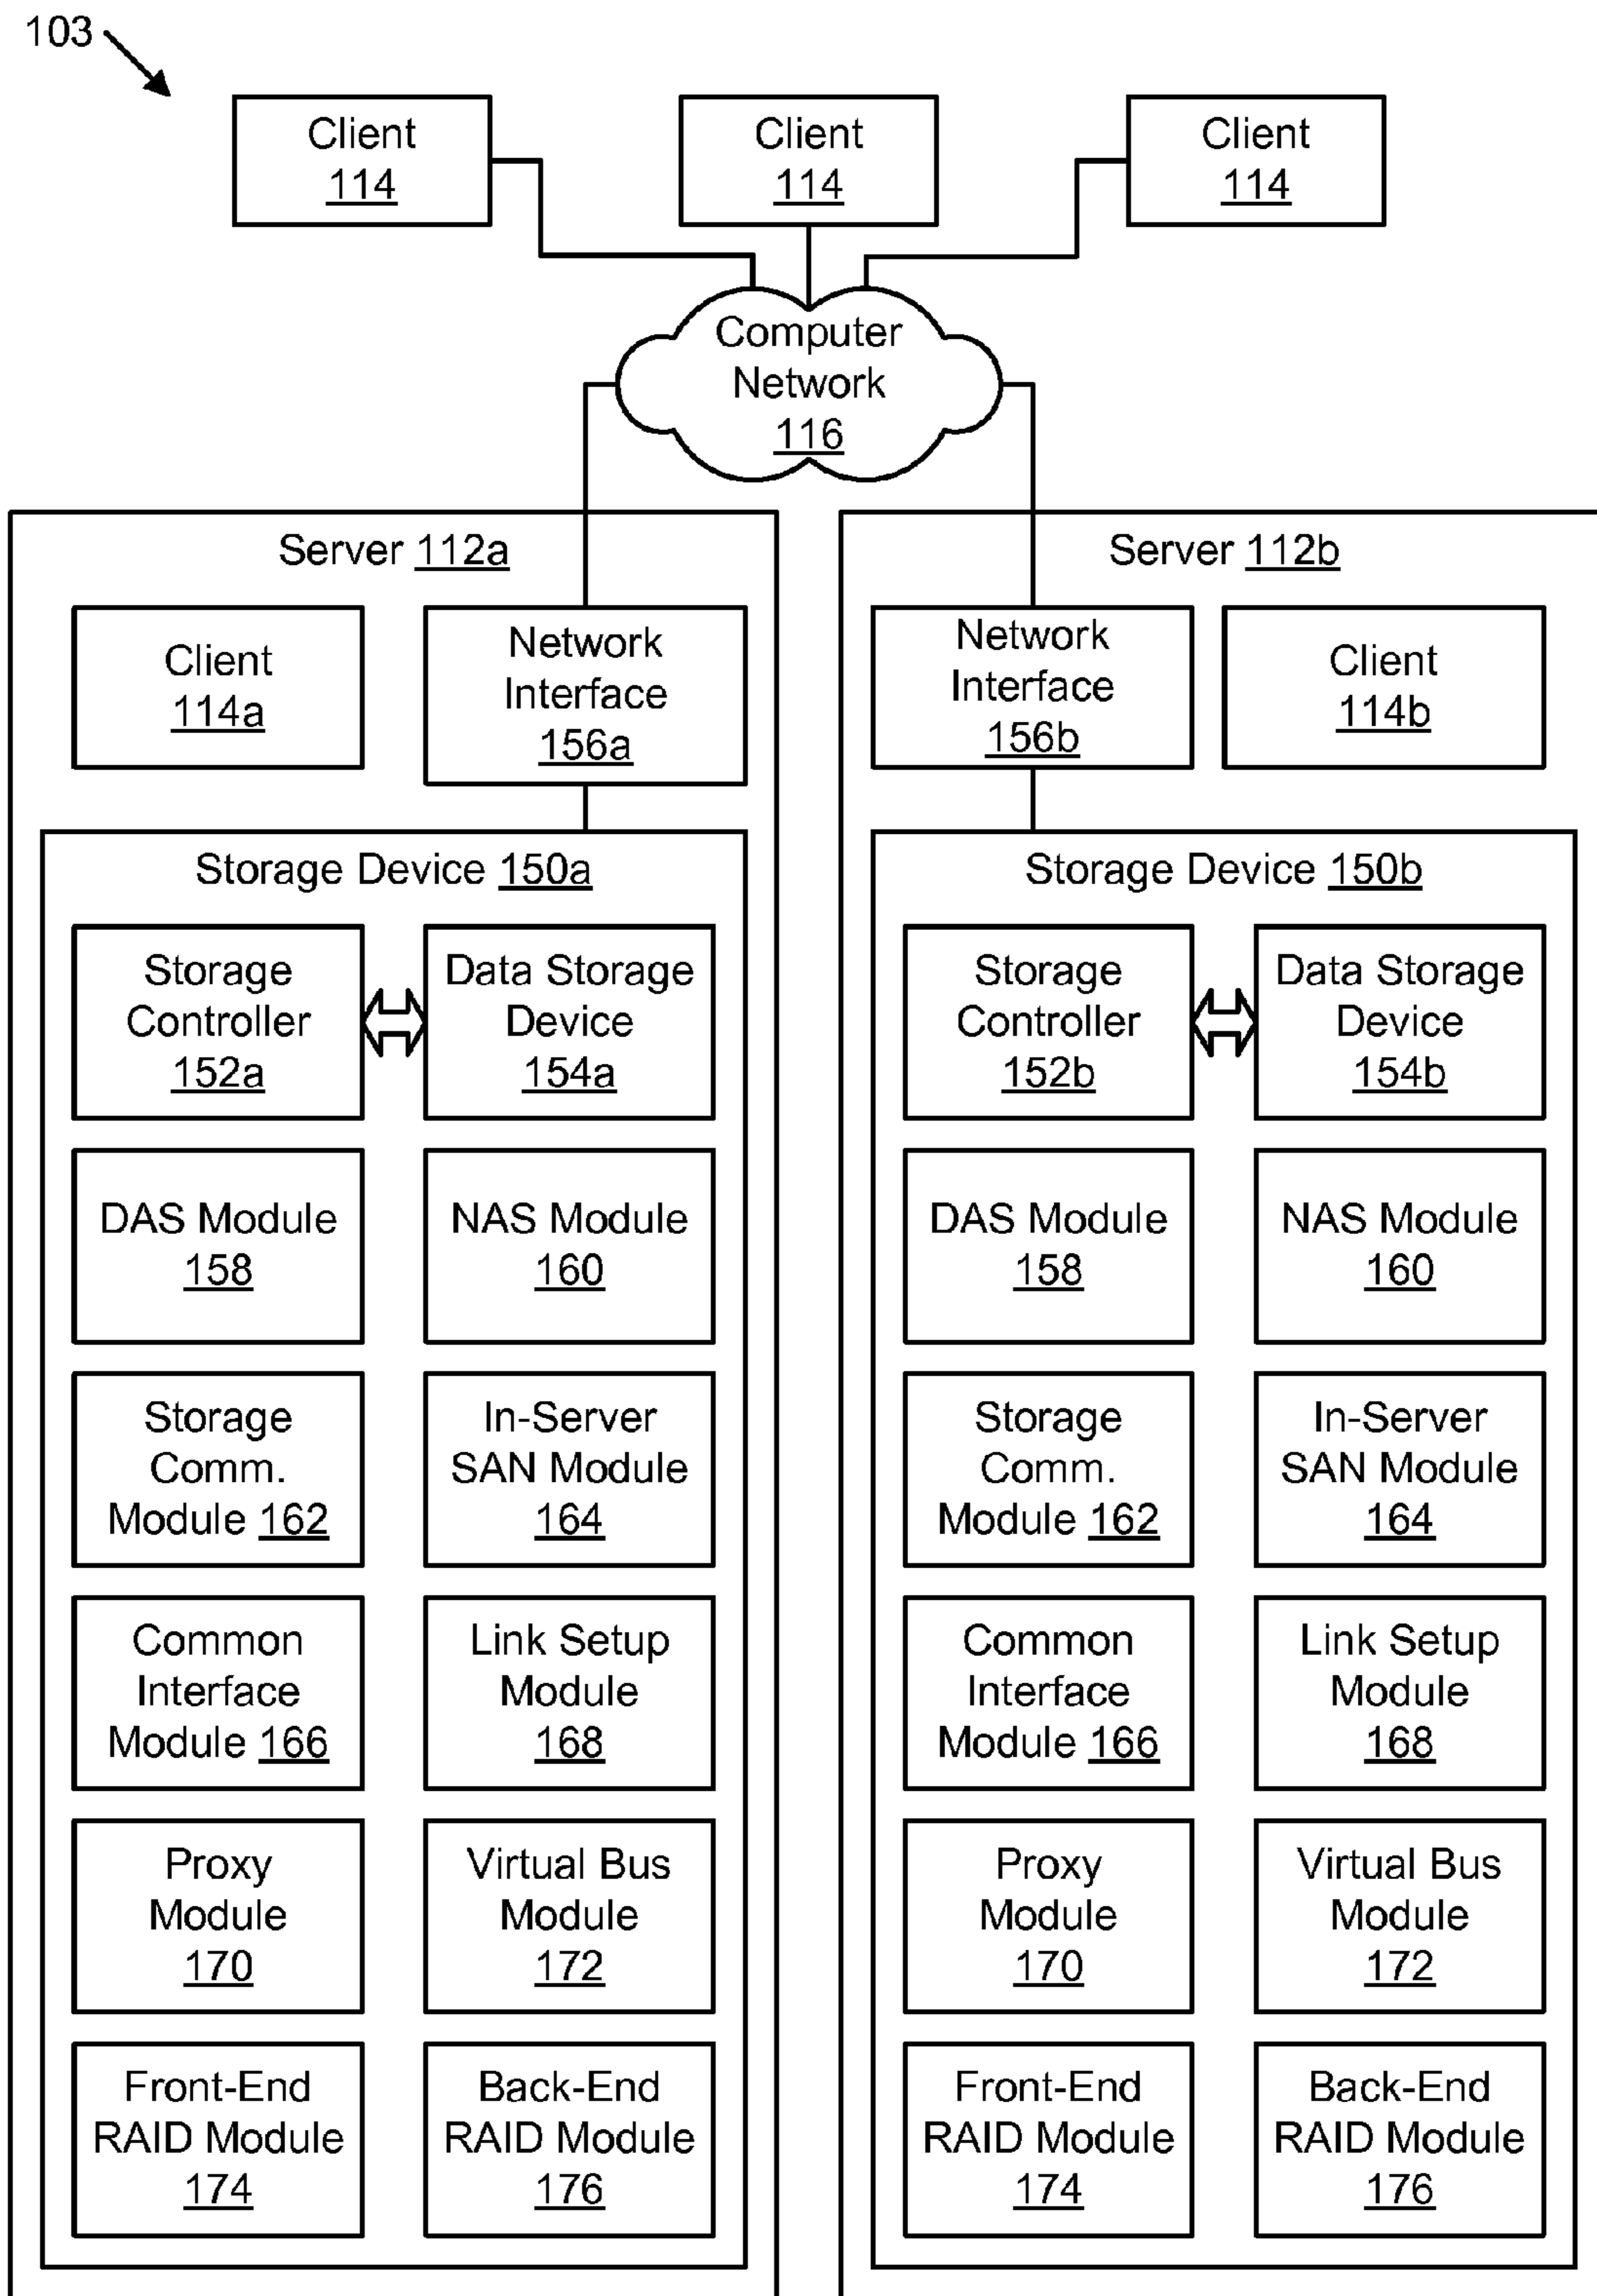 103
Client
114
Client
114
Client
114
Computer
Network
116
Server 112a
Client
114a
Network
Interface
156a
Storage Device 150a
Storage
Controller
152a
Data Storage
Device
154a
DAS Module
158
NAS Module
160
Storage
Comm.
Module 162
In-Server
SAN Module
164
Common
Interface
Module 166
Link Setup
Module
168
Proxy
Module
170
Virtual Bus
Module
172
Front-End
RAID Module
174
Back-End
RAID Module
176
Server 112b
Network
Interface
156b
Client
114b
Storage Device 150b
Storage
Controller
152b
Data Storage
Device
154b
DAS Module
158
NAS Module
160
Storage
Comm.
Module 162
In-Server
SAN Module
164
Common
Interface
Module 166
Link Setup
Module
168
Proxy
Module
170
Virtual Bus
Module
172
Front-End
RAID Module
174
Back-End
RAID Module
176